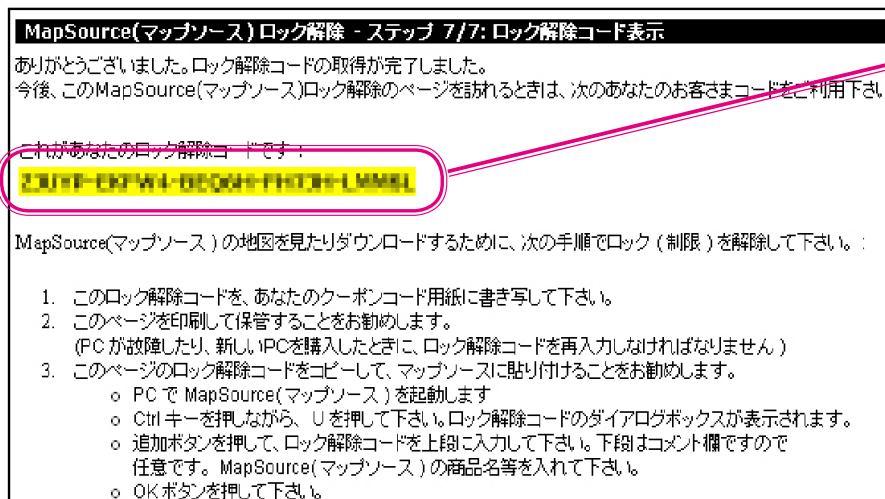 MapSource(マップソース)ロック解除 - ステップ 7/7: ロック解除コード表示
ありがとうございました。ロック解除コードの取得が完了しました。
今後、このMapSource(マップソース)ロック解除のページを訪れるときは、次のあなたのお客さまコードをご利用下さい
これがあなたのロック解除コードです :
MapSource(マップソース)の地図を見たりダウンロードするために、次の手順でロック(制限)を解除して下さい。 :
1. このロック解除コードを、あなたのクーポンコード用紙に書き写して下さい。
2. このページを印刷して保管することをお勧めします。
(PCが故障したり、新しいPCを購入したときに、ロック解除コードを再入力しなければなりません)
3. このページのロック解除コードをコピーして、マップソースに貼り付けることをお勧めします。
o PCで MapSource(マップソース)を起動します
o Ctrlキーを押しながら、Uを押して下さい。ロック解除コードのダイアログボックスが表示されます。
o 追加ボタンを押して、ロック解除コードを上段に入力して下さい。下段はコメント欄ですので
任意です。MapSource(マップソース)の商品名等を入れて下さい。
o OKボタンを押して下さい。